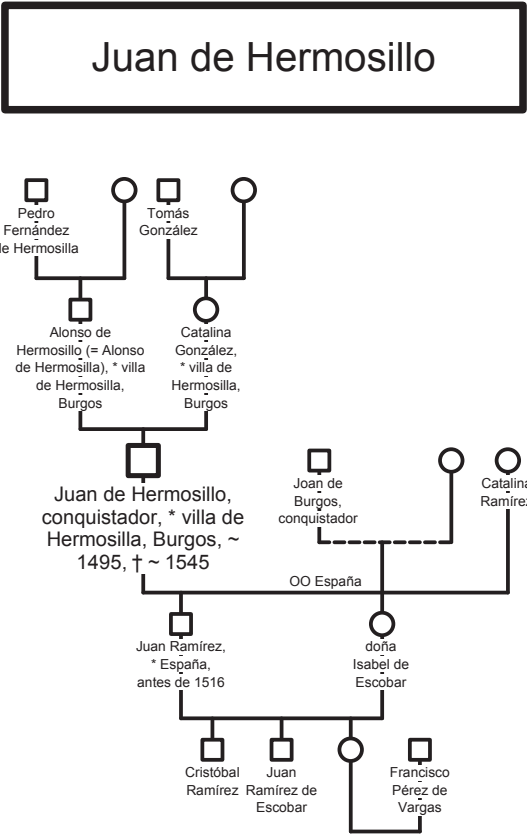 Juan de Hermosillo
Pedro
Fernández
de Hermosilla
Tomás
González
Alonso de
Hermosillo (= Alonso
de Hermosilla), * villa
de Hermosilla,
Burgos
Catalina
González,
* villa de
Hermosilla,
Burgos
Juan de Hermosillo,
conquistador, * villa de
Hermosilla, Burgos, ~
1495, † ~ 1545
Joan de
Burgos,
conquistador
Catalina
Ramírez
OO España
Juan Ramírez,
* España,
antes de 1516
doña
Isabel de
Escobar
Cristóbal
Ramírez
Juan
Ramírez de
Escobar
Francisco
Pérez de
Vargas